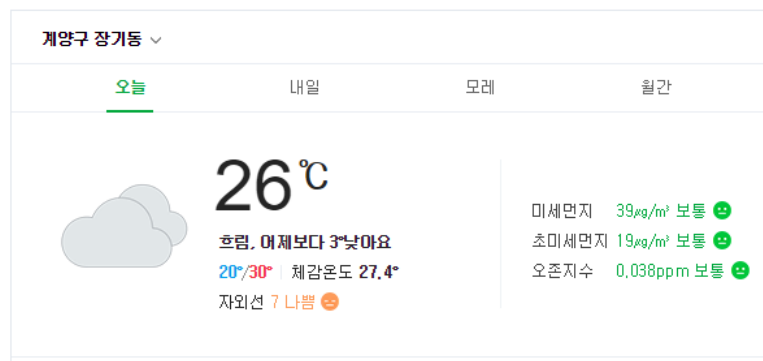 계양구 장기동
오늘 내일 모레 월간
26℃
흐림, 어제보다 3°낮아요
20°/30° 체감온도 27.4°
자외선 7 나쁨
미세먼지 39㎍/㎥ 보통
초미세먼지 19㎍/㎥ 보통
오존지수 0.038ppm 보통